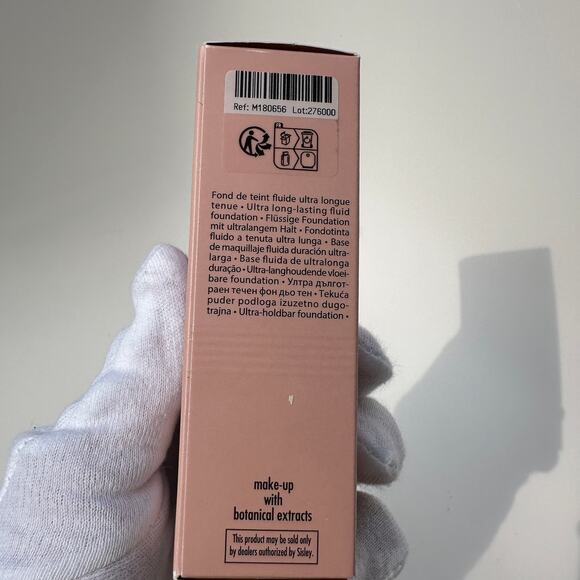 Ref: M180656 Lot:276000
FR
Fond de teint fluide ultra longue
tenue • Ultra long-lasting fluid
foundation • Flüssige Foundation
mit ultralangem Halt • Fondotinta
fluido a tenuta ultra lunga • Base
de maquillaje fluida duración ultra-
larga • Base fluida de ultralonga
duração • Ultra-langhoudende vloei-
bare foundation • Ултра дългот-
раен течен фон дьо тен • Tekuća
puder podloga izuzetno dugo-
trajna • Ultra-holdbar foundation •
make-up
with
botanical extracts
This product may be sold only
by dealers authorized by Sisley.